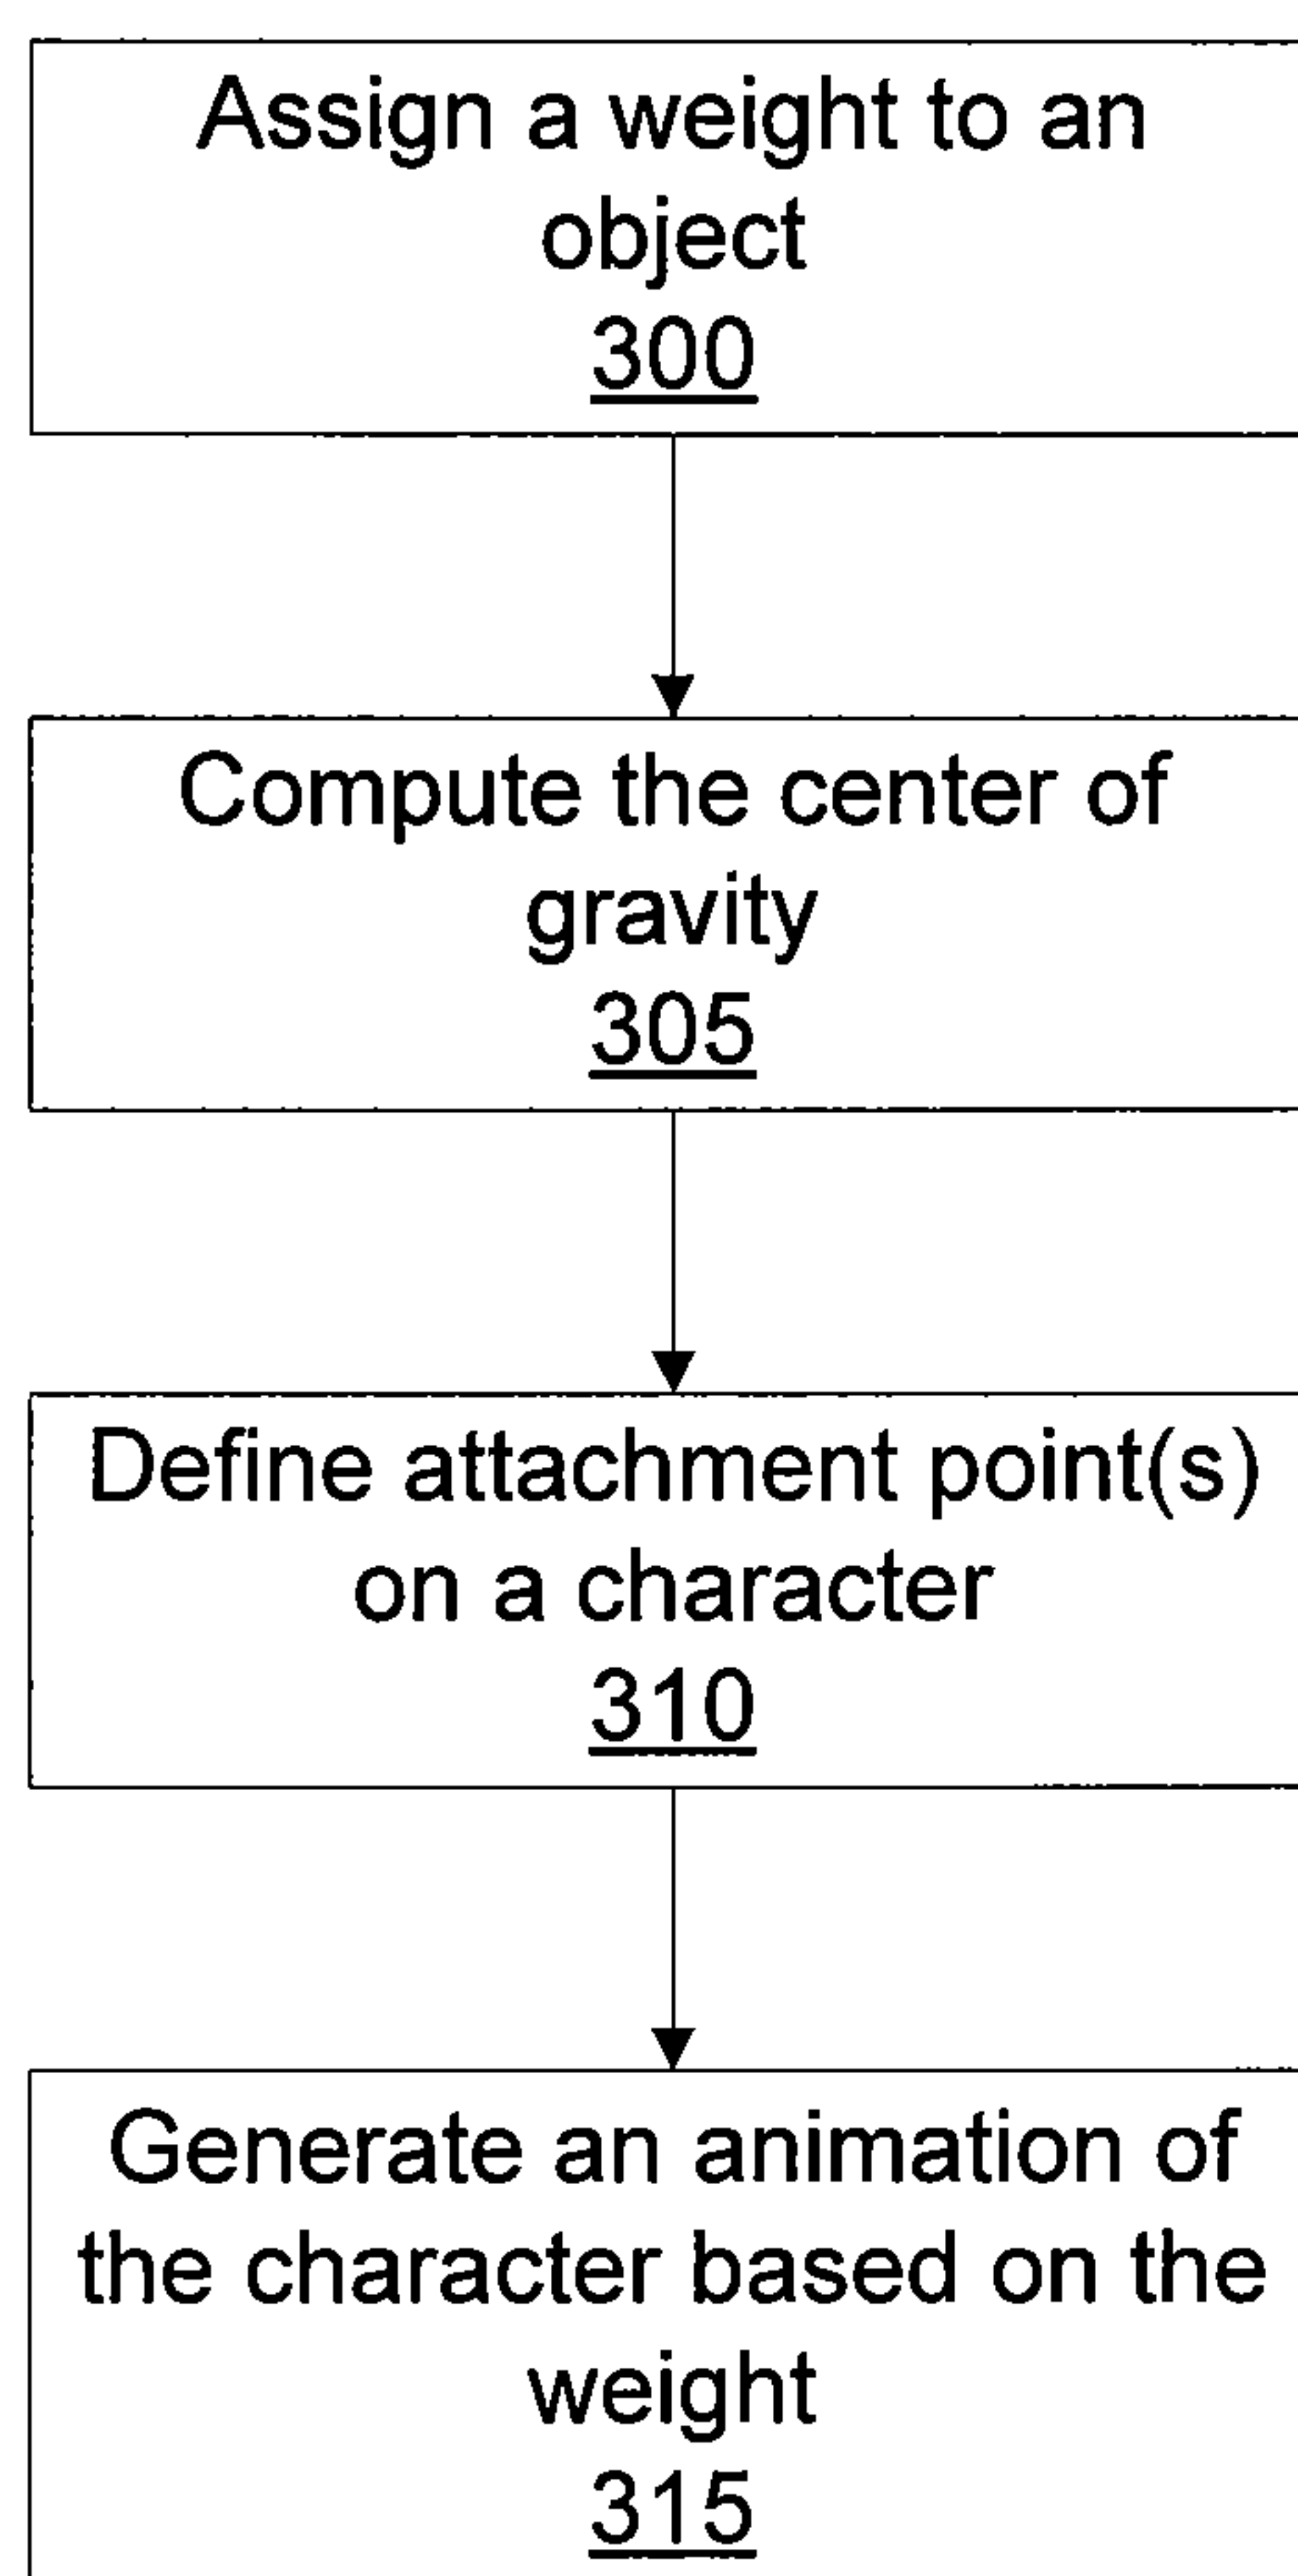 Assign a weight to an
object
300
Compute the center of
gravity
305
Define attachment point(s)
on a character
310
Generate an animation of
the character based on the
weight
315